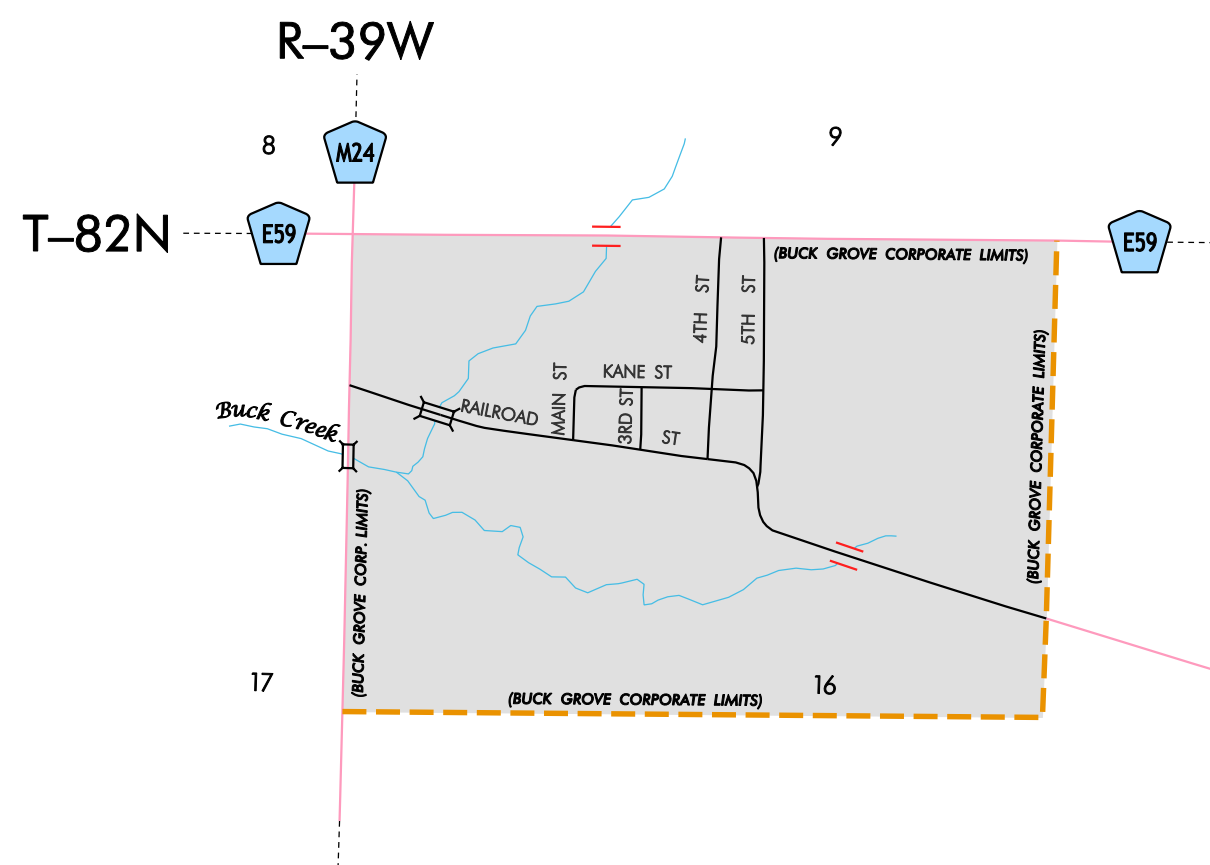 R–39W
8
M24
9
T–82N
E59
E59
(BUCK GROVE CORPORATE LIMITS)
4TH ST
5TH ST
KANE ST
MAIN ST
3RD ST
RAILROAD ST
Buck Creek
(BUCK GROVE CORPORATE LIMITS)
(BUCK GROVE CORP. LIMITS)
17
16
(BUCK GROVE CORPORATE LIMITS)